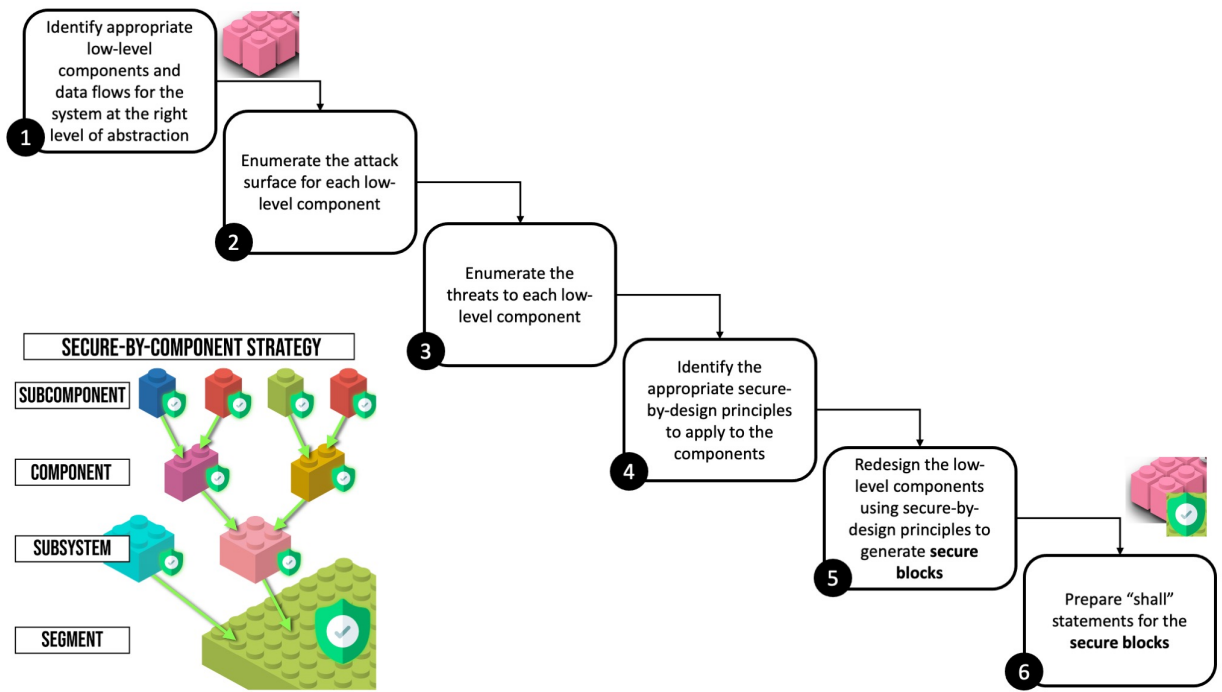 Identify appropriate
low-level
components and
data flows for the
system at the right
level of abstraction
1
Enumerate the attack
surface for each low-
level component
2
Enumerate the
threats to each low-
level component
3
Identify the
appropriate secure-
by-design principles
to apply to the
components
4
Redesign the low-
level components
using secure-by-
design principles to
generate secure
blocks
5
Prepare “shall”
statements for the
secure blocks
6
SECURE-BY-COMPONENT STRATEGY
SUBCOMPONENT
COMPONENT
SUBSYSTEM
SEGMENT